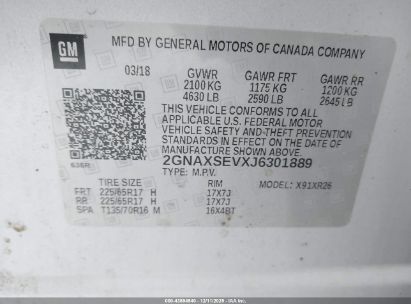 GM
MFD BY GENERAL MOTORS OF CANADA COMPANY
03/18 GVWR GAWR FRT GAWR RR
2100 KG 1175 KG 1200 KG
4630 LB 2590 LB 2645 LB
THIS VEHICLE CONFORMS TO ALL
APPLICABLE U.S. FEDERAL MOTOR
VEHICLE SAFETY AND THEFT PREVENTION
STANDARDS IN EFFECT ON THE DATE OF
MANUFACTURE SHOWN ABOVE.
2GNAXSEVXJ6301889
TYPE: M.P.V.
TIRE SIZE RIM MODEL: X91XR26
FRT 225/65R17 H 17X7J
RR 225/65R17 H 17X7J
SPA T135/70R16 M 16X4BT